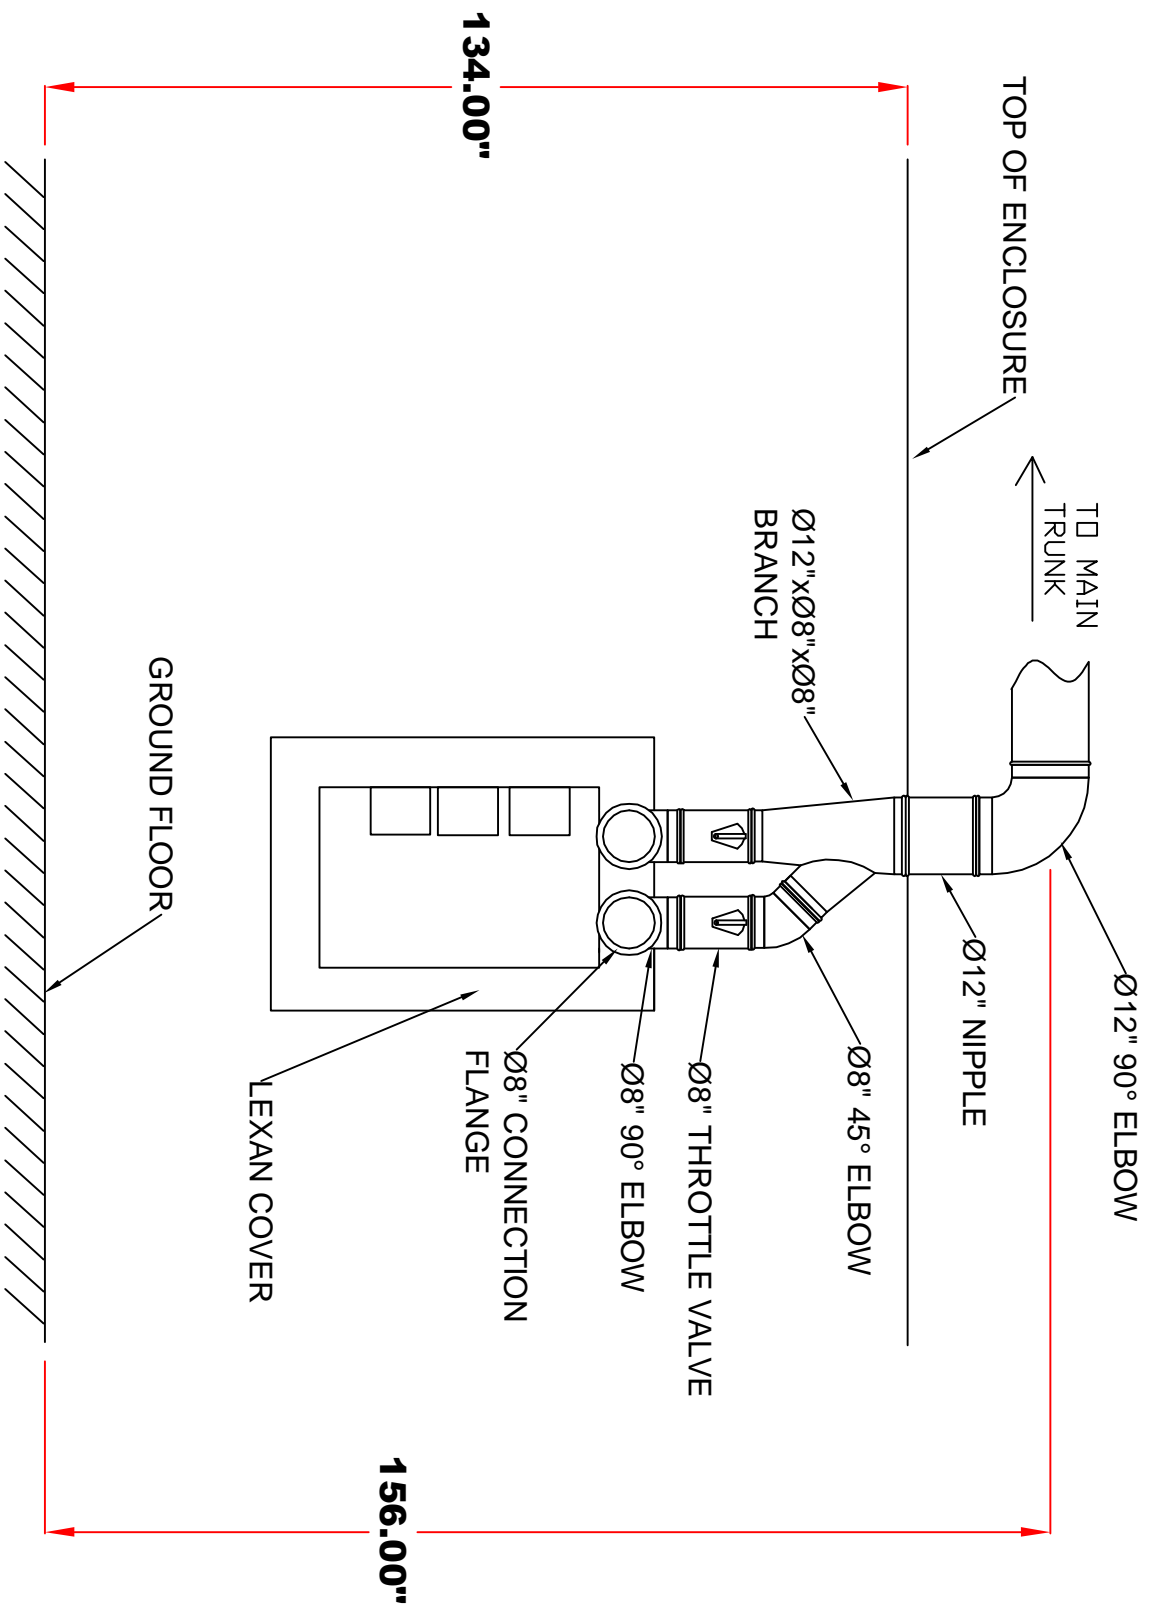 134.00"
TOP OF ENCLOSURE
TO MAIN
TRUNK
Ø12"xØ8"xØ8"
BRANCH
Ø12" 90° ELBOW
Ø12" NIPPLE
Ø8" 45° ELBOW
Ø8" THROTTLE VALVE
Ø8" 90° ELBOW
Ø8" CONNECTION
FLANGE
LEXAN COVER
GROUND FLOOR
156.00"